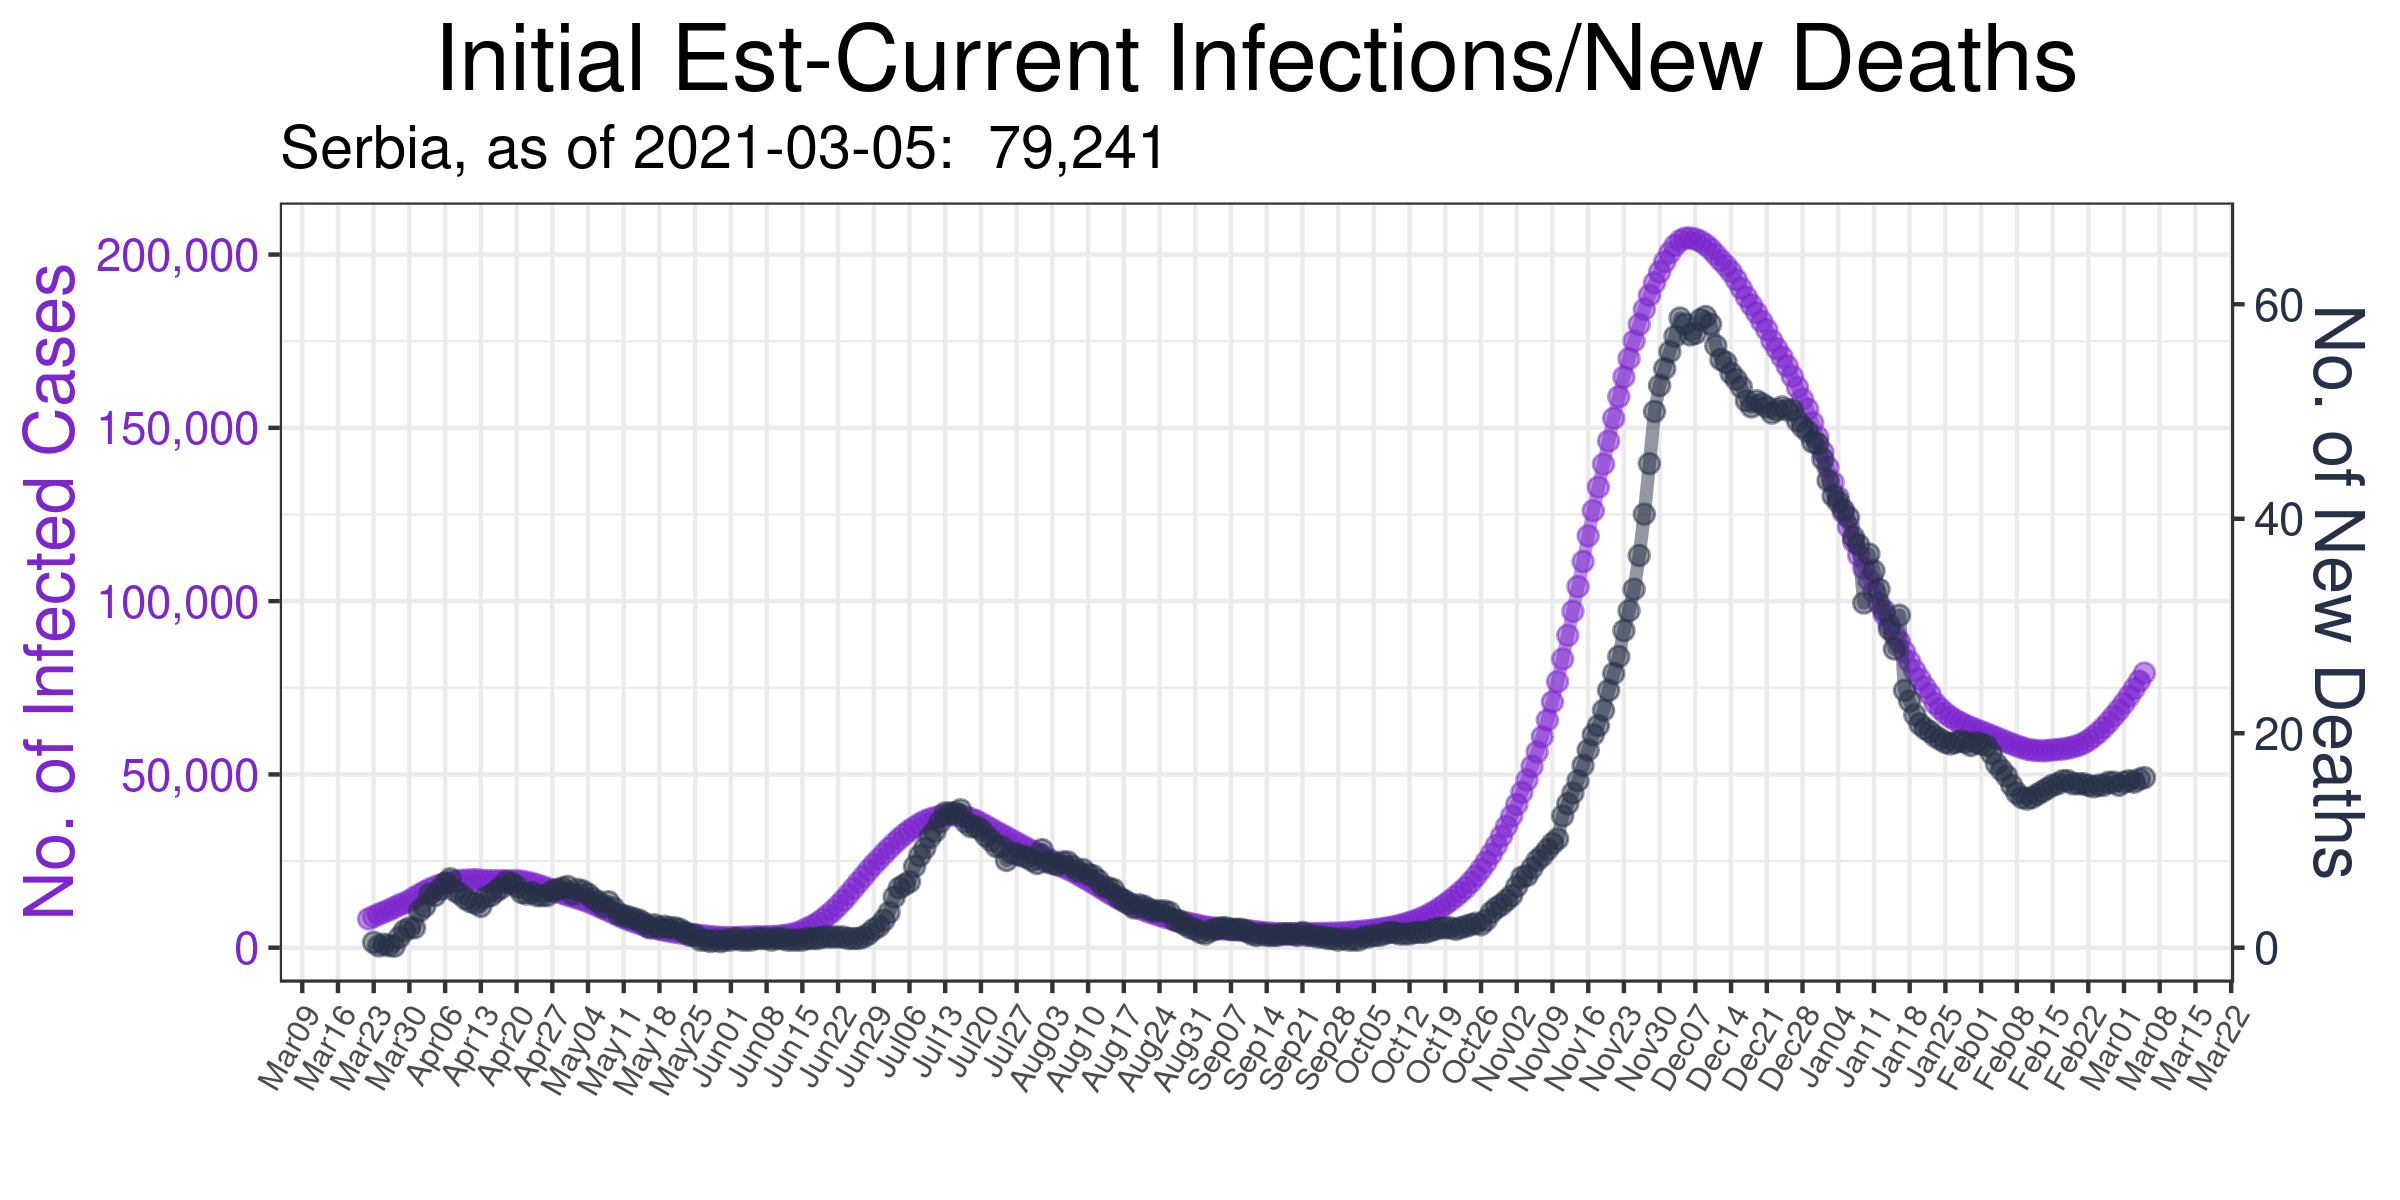 Initial Est-Current Infections/New Deaths
Serbia, as of 2021-03-05: 79,241
No. of Infected Cases
200,000
150,000
100,000
50,000
0
60
40
20
0
No. of New Deaths
Mar09
Mar16
Mar23
Mar30
Apr06
Apr13
Apr20
Apr27
May04
May11
May18
May25
Jun01
Jun08
Jun15
Jun22
Jun29
Jul06
Jul13
Jul20
Jul27
Aug03
Aug10
Aug17
Aug24
Aug31
Sep07
Sep14
Sep21
Sep28
Oct05
Oct12
Oct19
Oct26
Nov02
Nov09
Nov16
Nov23
Nov30
Dec07
Dec14
Dec21
Dec28
Jan04
Jan11
Jan18
Jan25
Feb01
Feb08
Feb15
Feb22
Mar01
Mar08
Mar15
Mar22